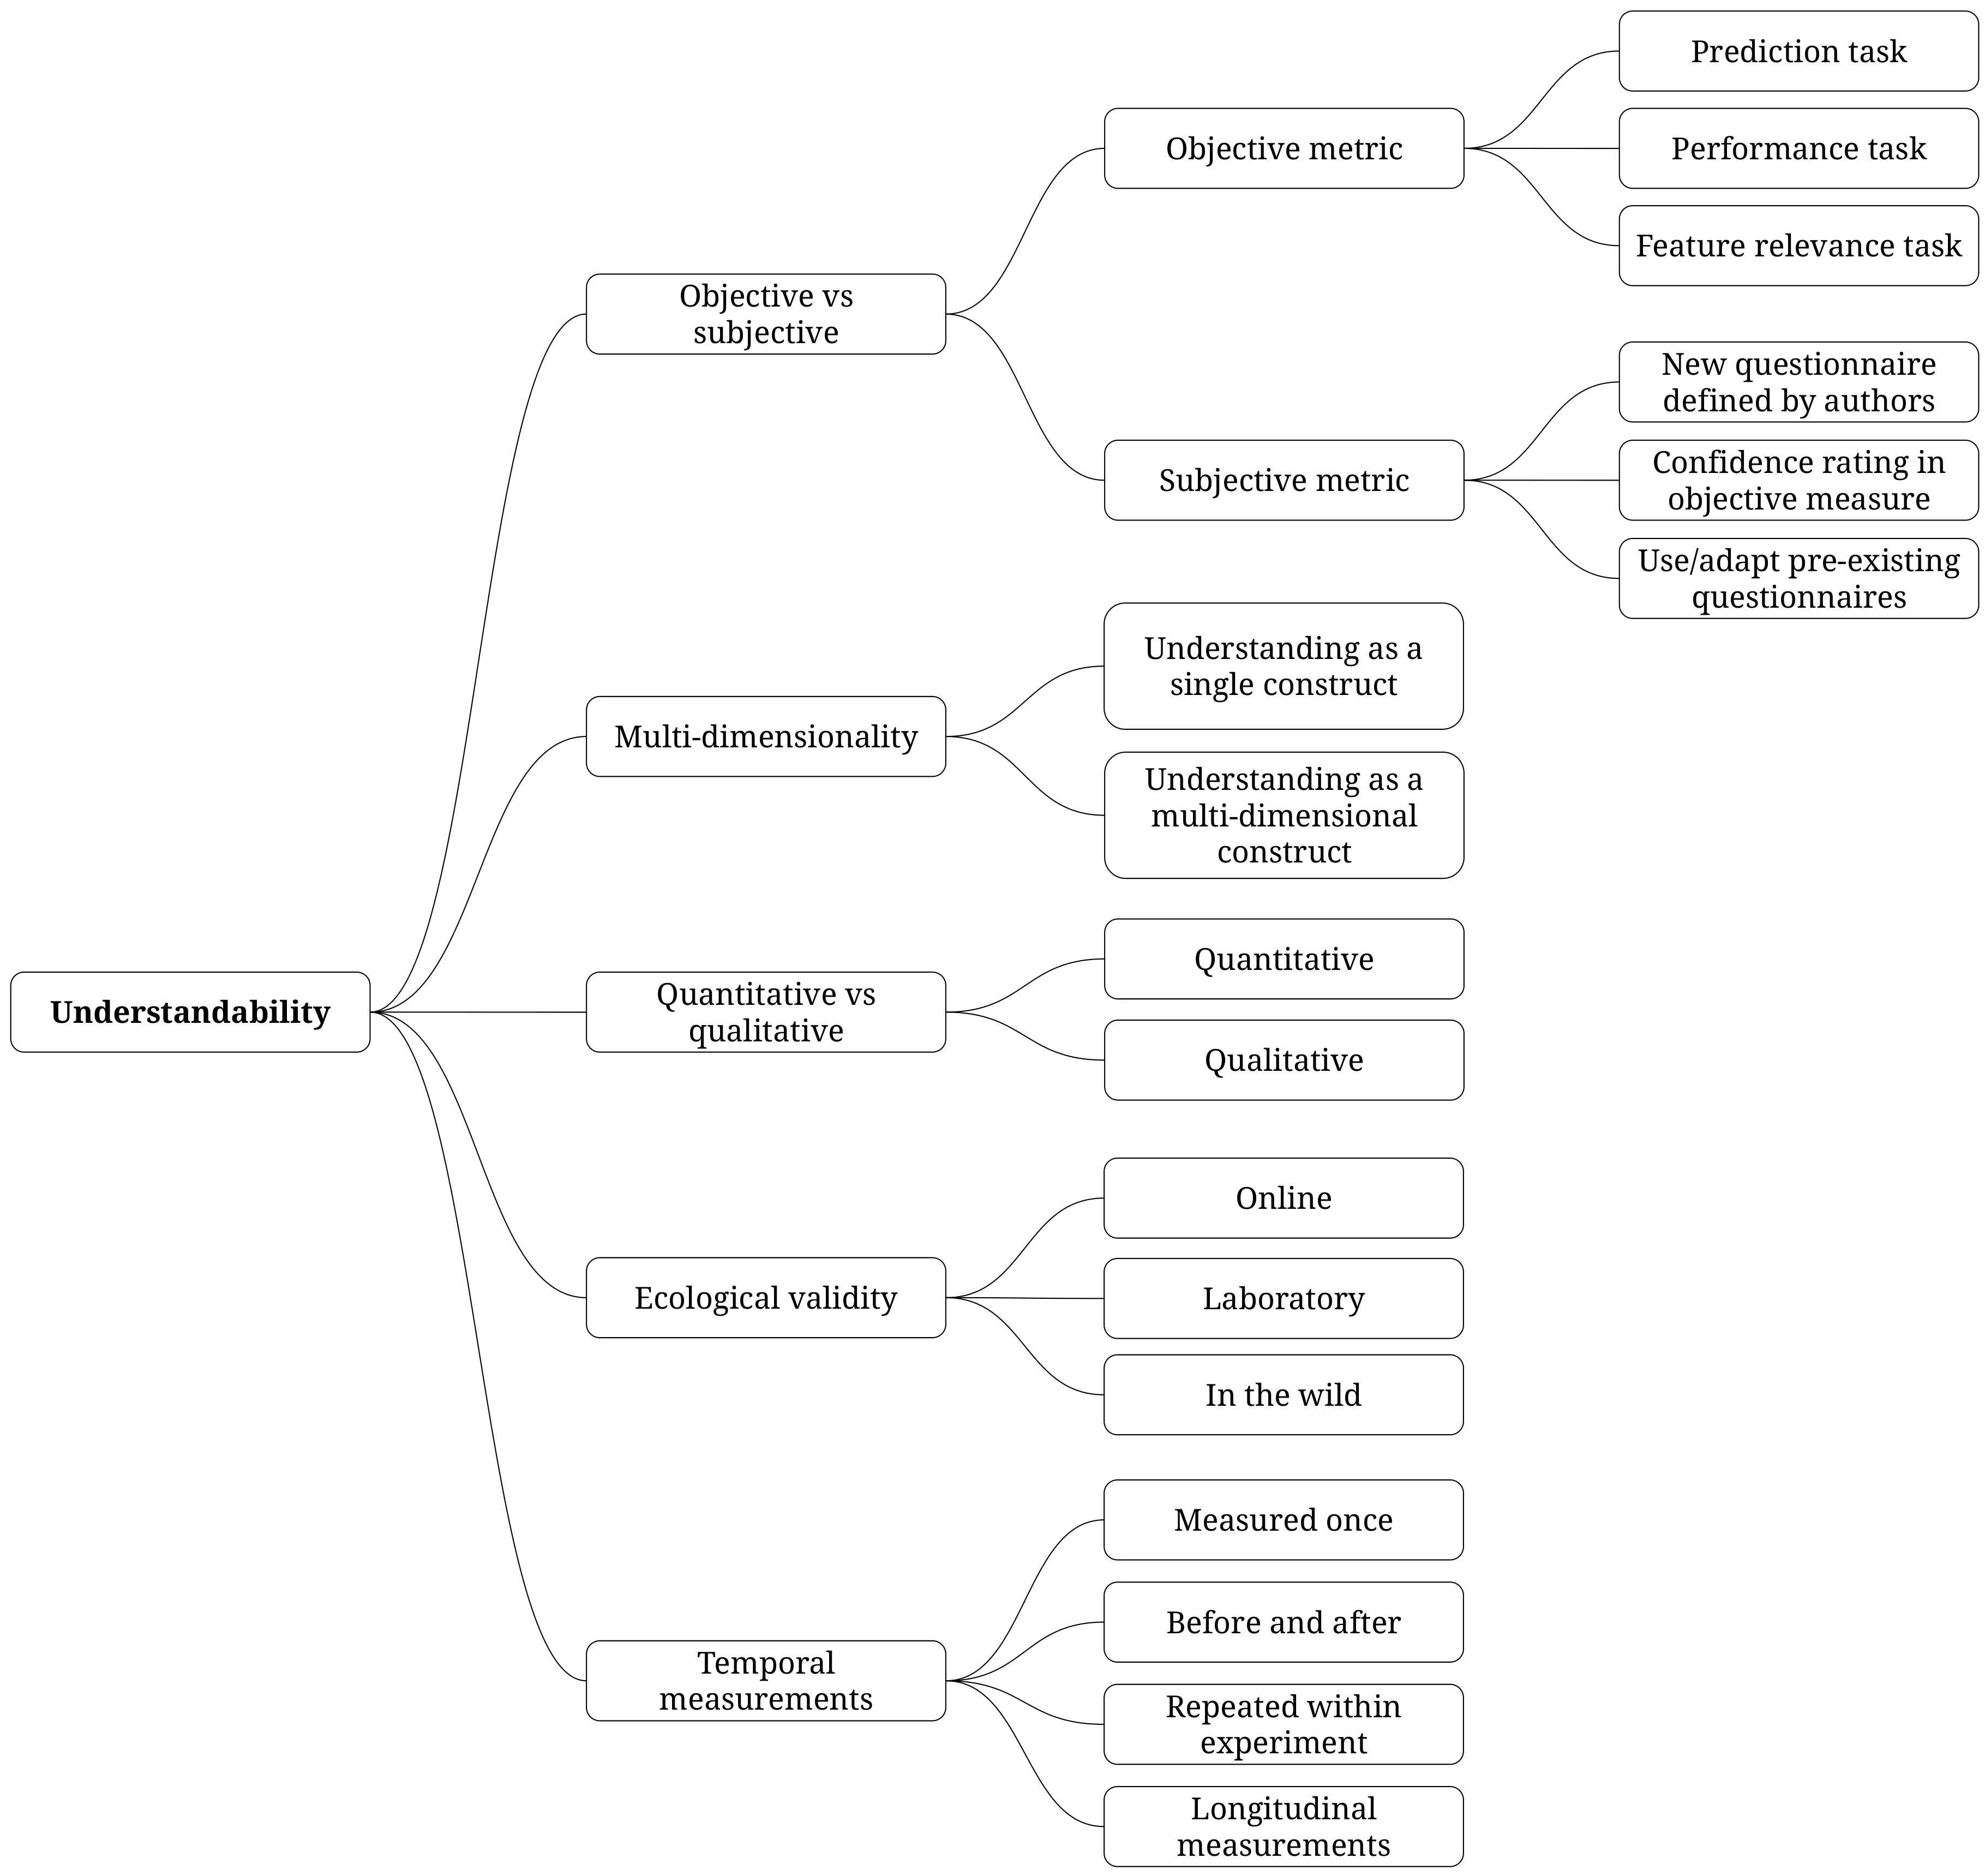 Understandability
Objective vs
subjective
Objective metric
Prediction task
Performance task
Feature relevance task
Subjective metric
New questionnaire
defined by authors
Confidence rating in
objective measure
Use/adapt pre-existing
questionnaires
Multi-dimensionality
Understanding as a
single construct
Understanding as a
multi-dimensional
construct
Quantitative vs
qualitative
Quantitative
Qualitative
Ecological validity
Online
Laboratory
In the wild
Temporal
measurements
Measured once
Before and after
Repeated within
experiment
Longitudinal
measurements